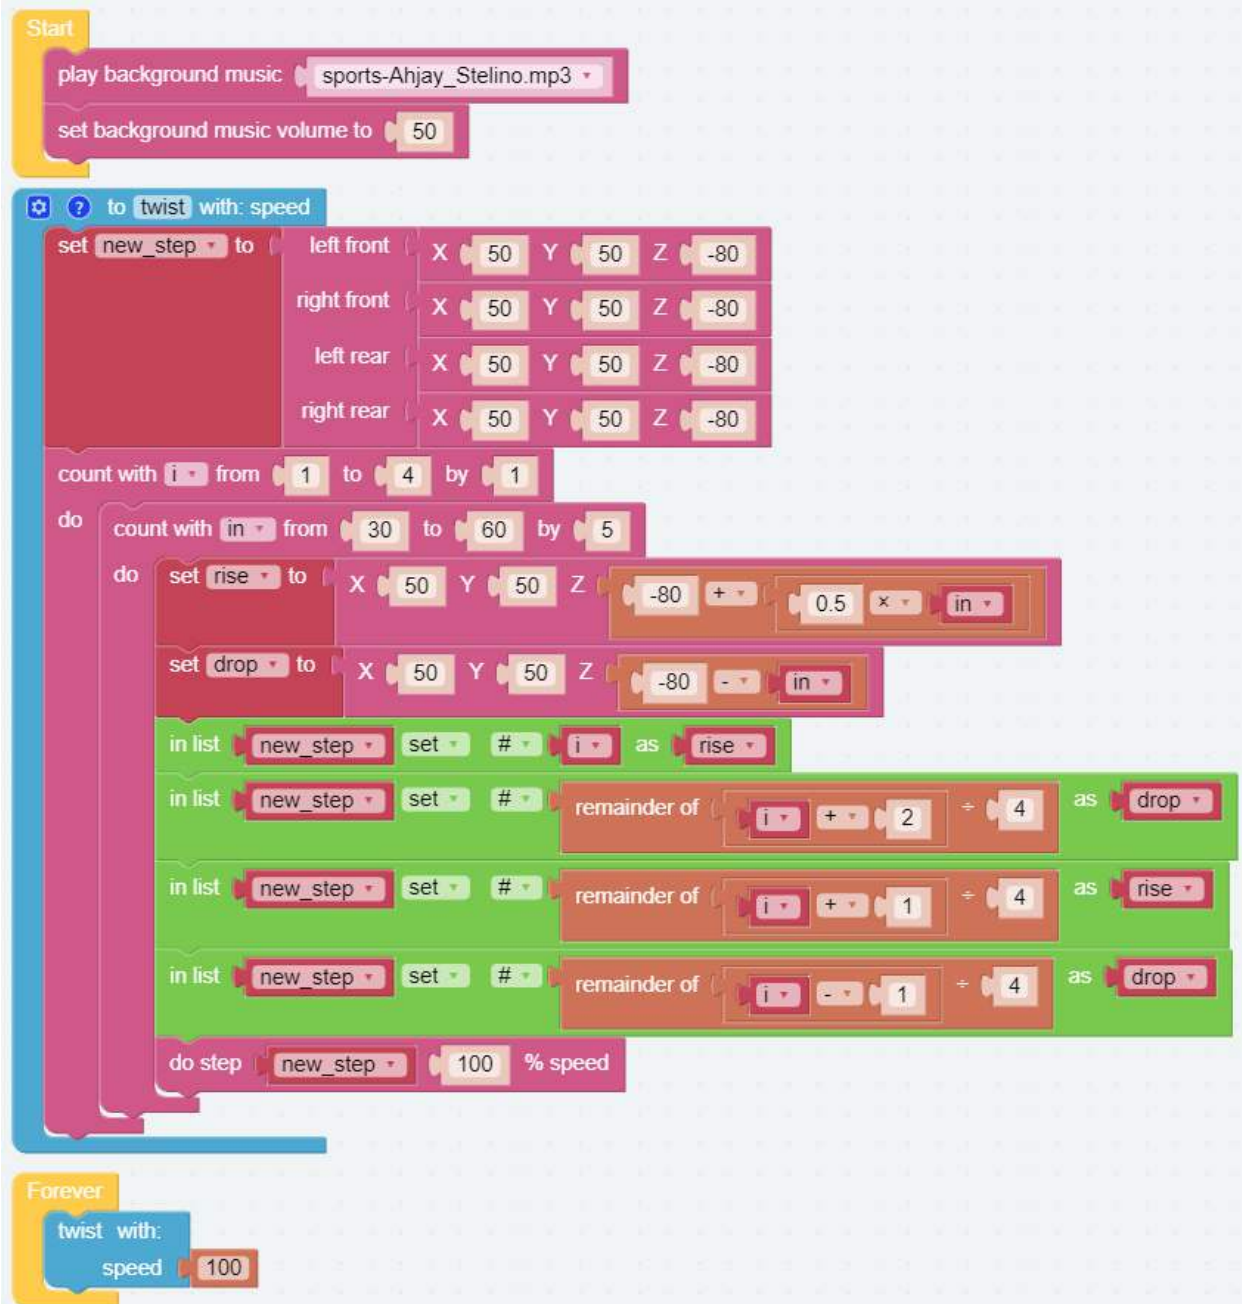 Start
play background music sports-Ahjay_Stelino.mp3
set background music volume to 50
? to twist with: speed
set new_step to left front X 50 Y 50 Z -80
right front X 50 Y 50 Z -80
left rear X 50 Y 50 Z -80
right rear X 50 Y 50 Z -80
count with i from 1 to 4 by 1
do count with in from 30 to 60 by 5
do set rise to X 50 Y 50 Z -80 + 0.5 × in
set drop to X 50 Y 50 Z -80 - in
in list new_step set # i as rise
in list new_step set # remainder of i + 2 ÷ 4 as drop
in list new_step set # remainder of i + 1 ÷ 4 as rise
in list new_step set # remainder of i - 1 ÷ 4 as drop
do step new_step 100 % speed
Forever
twist with:
speed 100